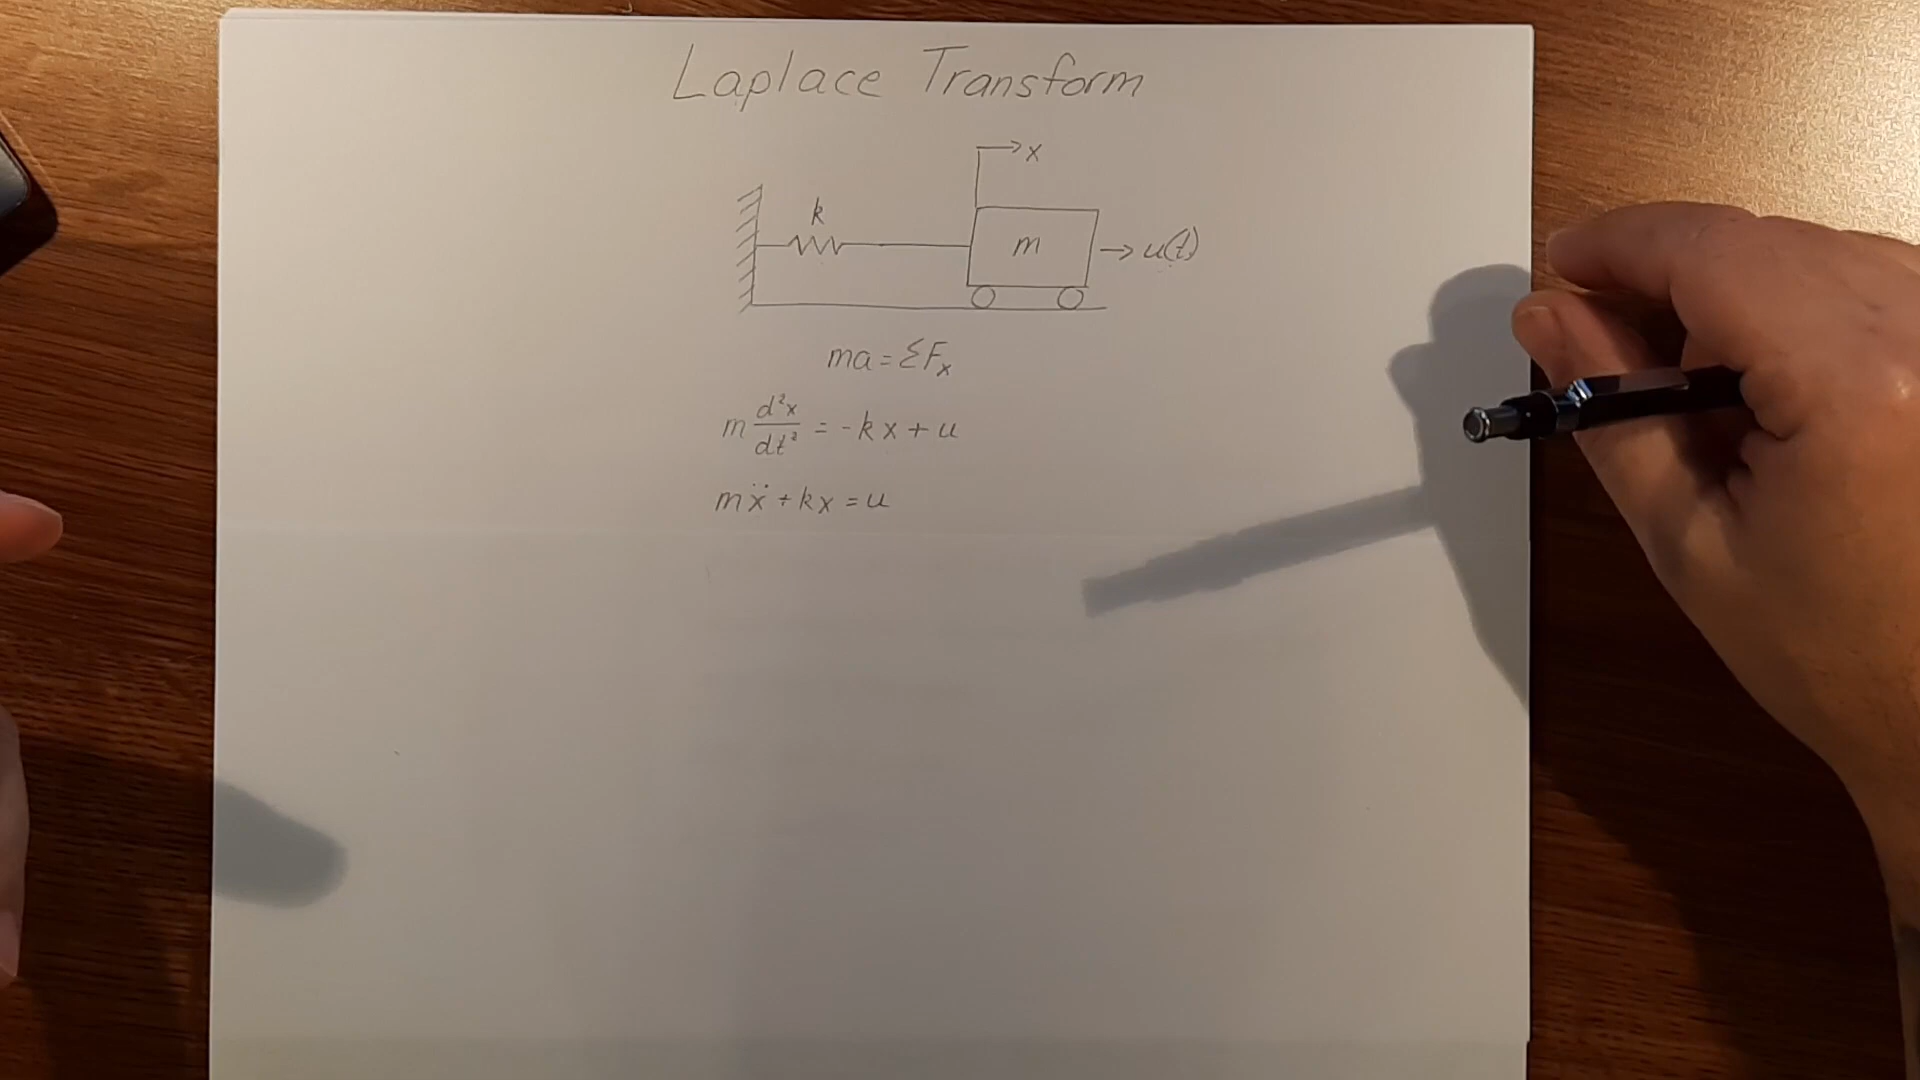 Laplace Transform
x
k
m
→ u(t)
ma = ΣFₓ
m d²x/dt² = -kx + u
mẍ + kx = u